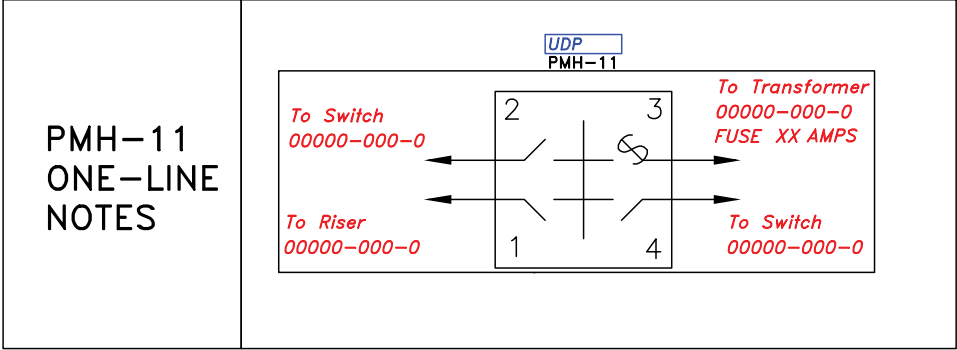 PMH-11
ONE-LINE
NOTES
UDP
PMH-11
To Switch
00000-000-0
2
3
To Transformer
00000-000-0
FUSE XX AMPS
To Riser
00000-000-0
1
4
To Switch
00000-000-0